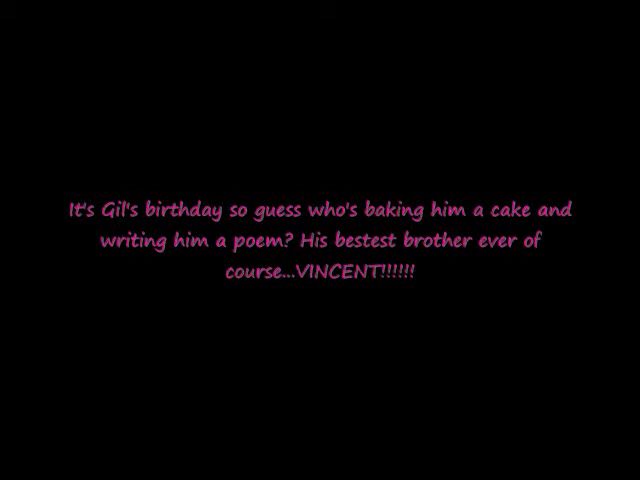 It's Gil's birthday so guess who's baking him a cake and
writing him a poem? His bestest brother ever of
course...VINCENT!!!!!!